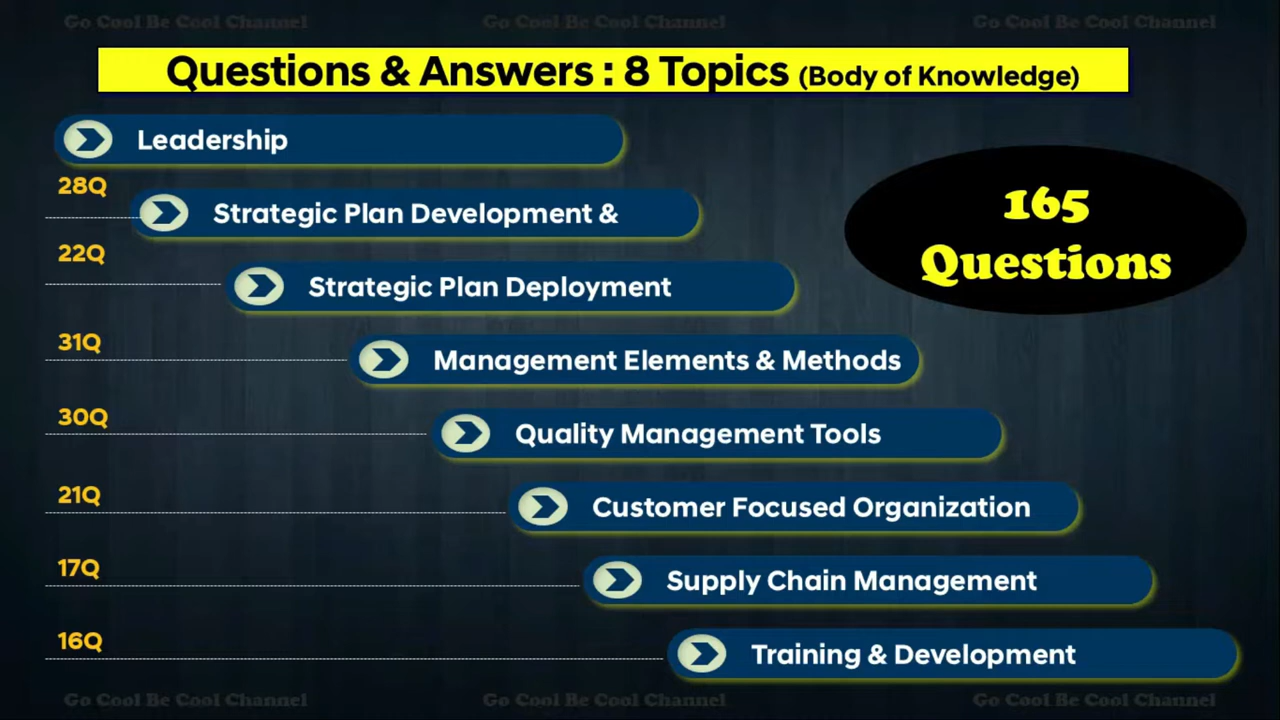 Go Cool Be Cool Channel Go Cool Be Cool Channel Go Cool Be Cool Channel
Questions & Answers : 8 Topics (Body of Knowledge)
Leadership
28Q
Strategic Plan Development &
22Q
Strategic Plan Deployment
31Q
Management Elements & Methods
30Q
Quality Management Tools
21Q
Customer Focused Organization
17Q
Supply Chain Management
16Q
Training & Development
165
Questions
Go Cool Be Cool Channel Go Cool Be Cool Channel Go Cool Be Cool Channel